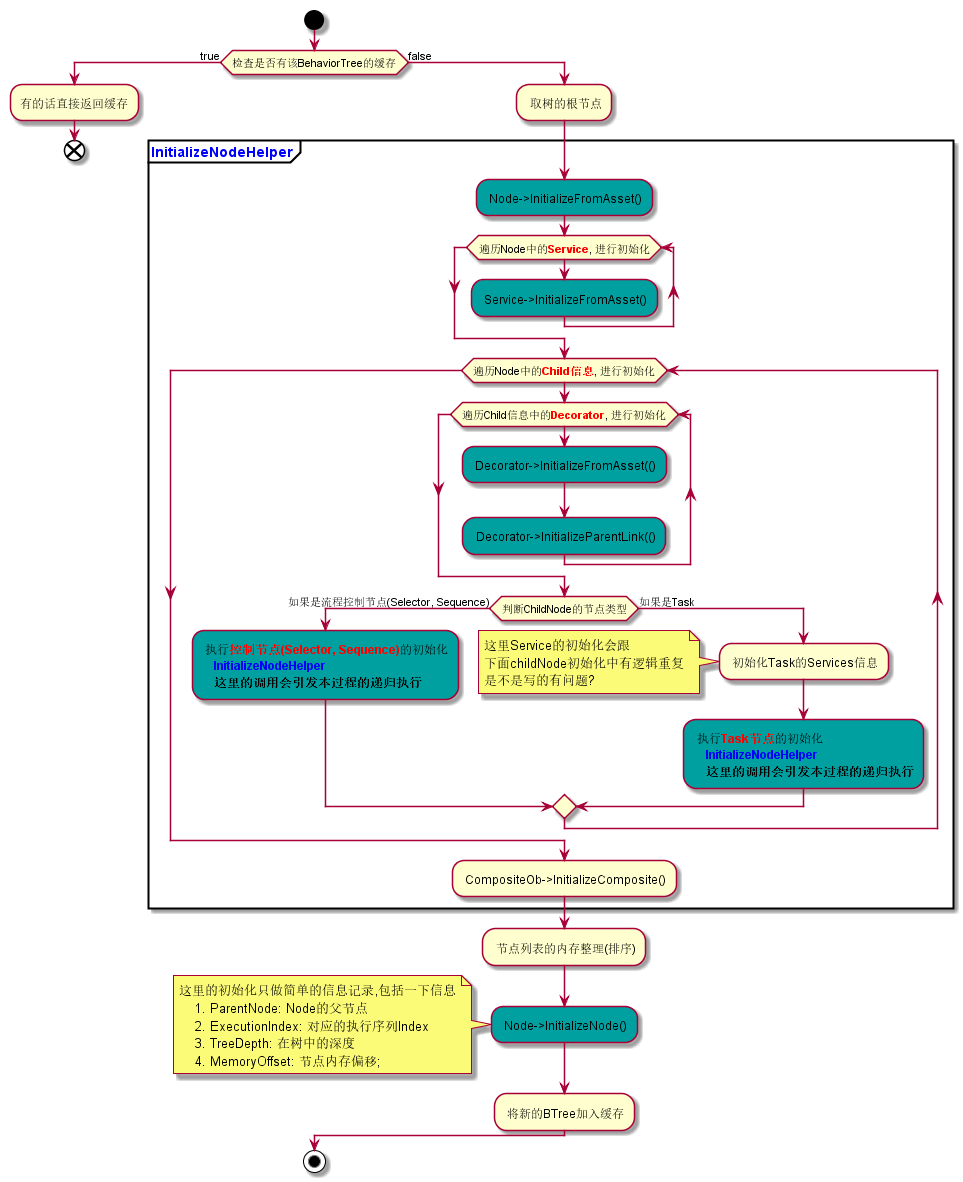 true
检查是否有该BehaviorTree的缓存
false
有的话直接返回缓存
取树的根节点
InitializeNodeHelper
Node->InitializeFromAsset()
遍历Node中的Service, 进行初始化
Service->InitializeFromAsset()
遍历Node中的Child信息, 进行初始化
遍历Child信息中的Decorator, 进行初始化
Decorator->InitializeFromAsset(()
Decorator->InitializeParentLink(()
如果是流程控制节点(Selector, Sequence)
判断ChildNode的节点类型
如果是Task
执行控制节点(Selector, Sequence)的初始化
InitializeNodeHelper
这里的调用会引发本过程的递归执行
这里Service的初始化会跟
下面childNode初始化中有逻辑重复
是不是写的有问题?
初始化Task的Services信息
执行Task节点的初始化
InitializeNodeHelper
这里的调用会引发本过程的递归执行
CompositeOb->InitializeComposite()
节点列表的内存整理(排序)
这里的初始化只做简单的信息记录,包括一下信息
1. ParentNode: Node的父节点
2. ExecutionIndex: 对应的执行序列Index
3. TreeDepth: 在树中的深度
4. MemoryOffset: 节点内存偏移;
Node->InitializeNode()
将新的BTree加入缓存